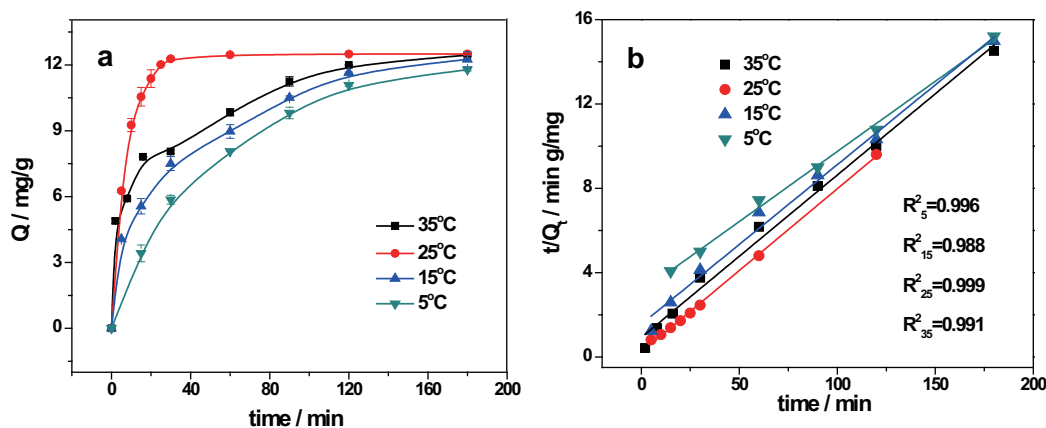 a
Q / mg/g
12
9
6
3
0
35°C
25°C
15°C
5°C
0 40 80 120 160 200
time / min
b
t/Qt / min g/mg
16
12
8
4
0
35°C
25°C
15°C
5°C
R²5=0.996
R²15=0.988
R²25=0.999
R²35=0.991
0 50 100 150 200
time / min